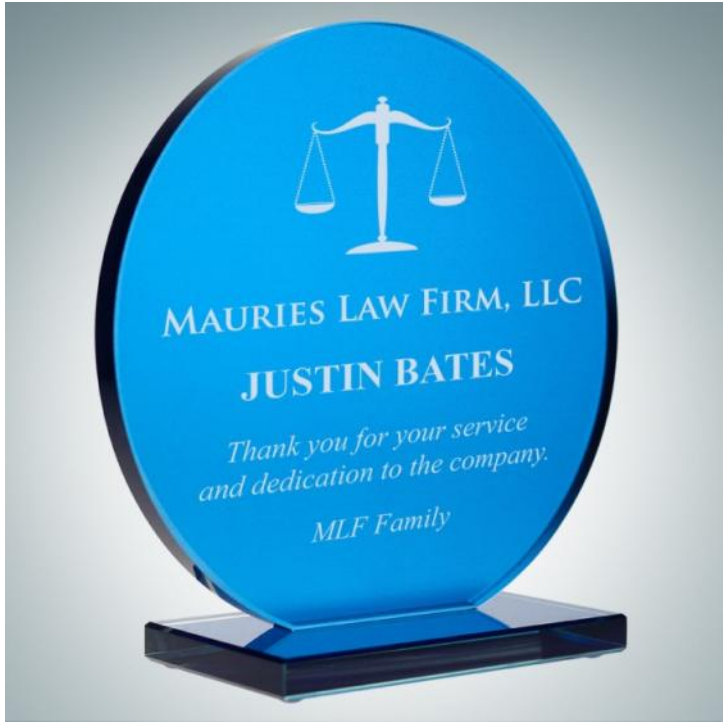 MAURIES LAW FIRM, LLC
JUSTIN BATES
Thank you for your service
and dedication to the company.
MLF Family